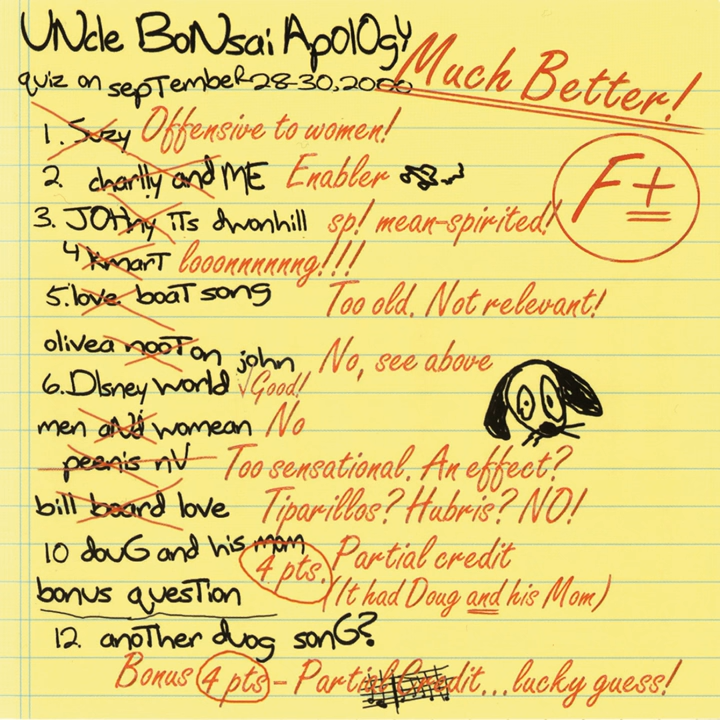 UNcle BoNsai ApolOgy
quiz on sepTembeR 28-30, 2000 Much Better!
1. Suzy Offensive to women!
F+
2 charlIy and ME Enabler
3. JOHNy ITs dwonhill sp! mean-spirited!
4 KmarT looonnnnnng!!!
5. love boaT song Too old. Not relevant!
olivea nooT on john No, see above
6. DIsney world √Good!
men aNd womean No
peenis nV Too sensational. An effect?
bill board love Tiparillos? Hubris? NO!
10 douG and his mom 4 pts. Partial credit
bonus quesTion (It had Doug and his Mom)
12. anoTher duog sonG?
Bonus 4 pts - Partial Credit...lucky guess!